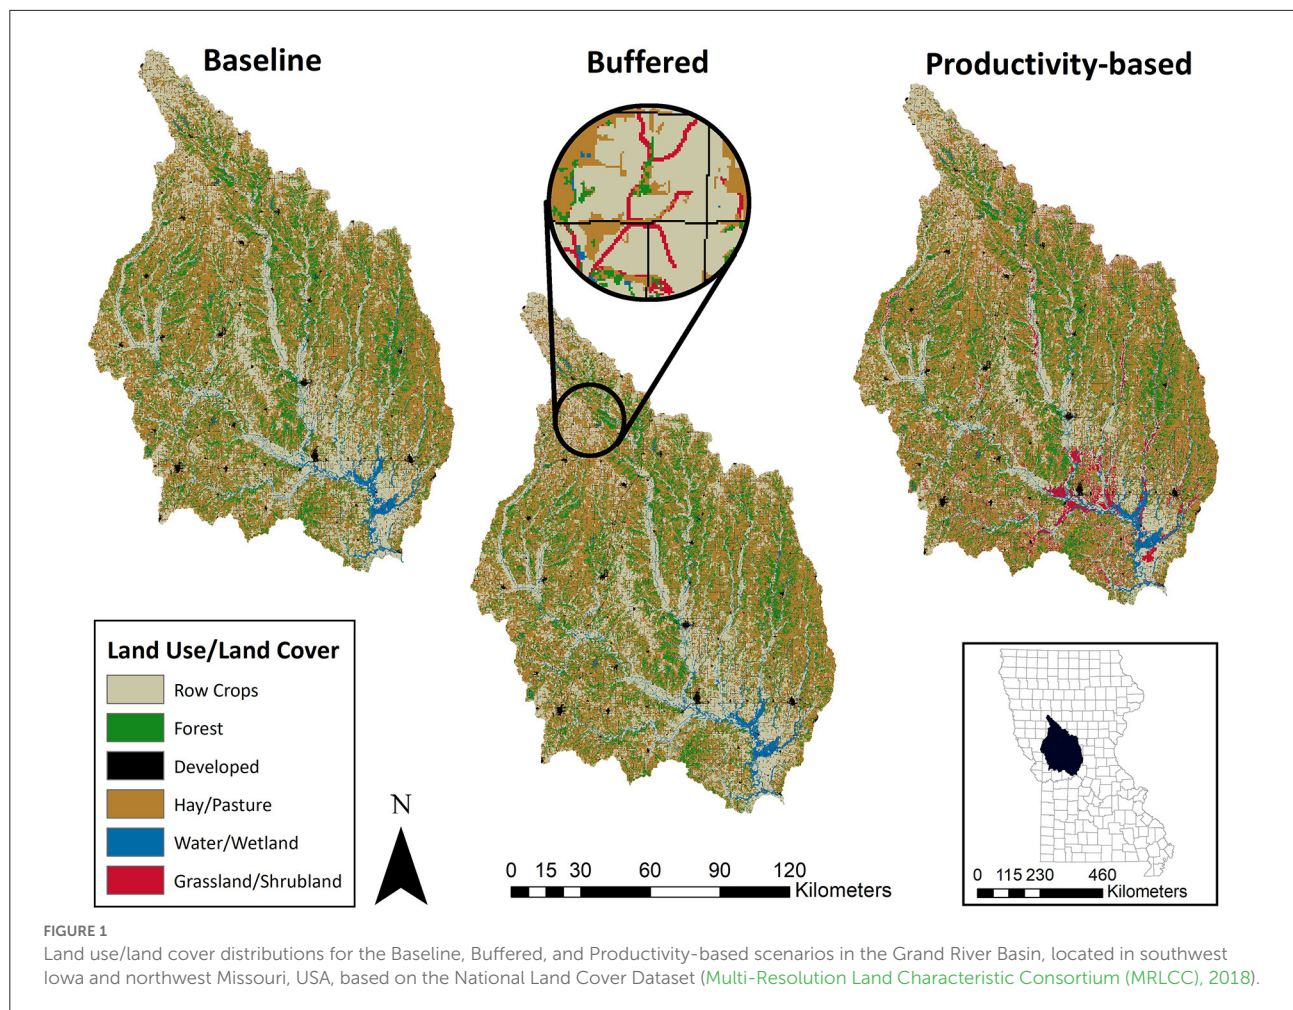 Baseline
Buffered
Productivity-based
Land Use/Land Cover
Row Crops
Forest
Developed
Hay/Pasture
Water/Wetland
Grassland/Shrubland
N
0 15 30 60 90 120
Kilometers
0 115 230 460
Kilometers
FIGURE 1
Land use/land cover distributions for the Baseline, Buffered, and Productivity-based scenarios in the Grand River Basin, located in southwest
Iowa and northwest Missouri, USA, based on the National Land Cover Dataset (Multi-Resolution Land Characteristic Consortium (MRLCC), 2018).